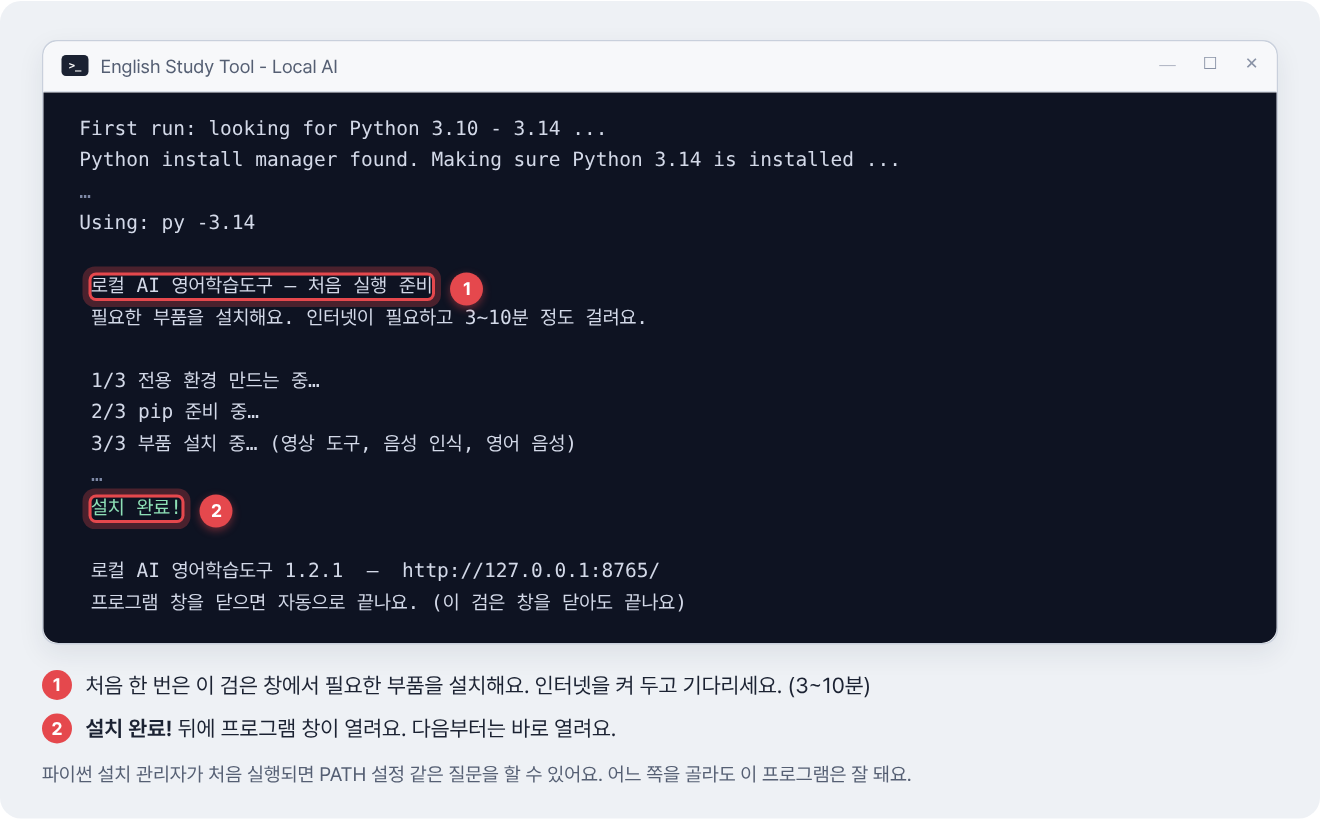 >_ English Study Tool - Local AI
First run: looking for Python 3.10 - 3.14 ...
Python install manager found. Making sure Python 3.14 is installed ...
…
Using: py -3.14
로컬 AI 영어학습도구 — 처음 실행 준비 1
필요한 부품을 설치해요. 인터넷이 필요하고 3~10분 정도 걸려요.
1/3 전용 환경 만드는 중…
2/3 pip 준비 중…
3/3 부품 설치 중… (영상 도구, 음성 인식, 영어 음성)
…
설치 완료! 2
로컬 AI 영어학습도구 1.2.1 — http://127.0.0.1:8765/
프로그램 창을 닫으면 자동으로 끝나요. (이 검은 창을 닫아도 끝나요)
1 처음 한 번은 이 검은 창에서 필요한 부품을 설치해요. 인터넷을 켜 두고 기다리세요. (3~10분)
2 설치 완료! 뒤에 프로그램 창이 열려요. 다음부터는 바로 열려요.
파이썬 설치 관리자가 처음 실행되면 PATH 설정 같은 질문을 할 수 있어요. 어느 쪽을 골라도 이 프로그램은 잘 돼요.